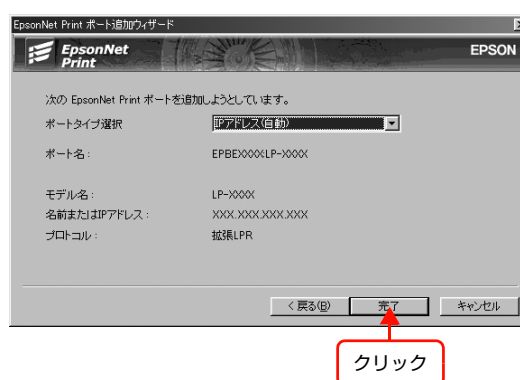 EpsonNet Print ポート追加ウィザード
EpsonNet
Print
EPSON
次の EpsonNet Print ポートを追加しようとしています。
ポートタイプ選択 IPアドレス(自動)
ポート名: EPBEXXXX:LP-XXXX
モデル名: LP-XXXX
名前またはIPアドレス: XXX.XXX.XXX.XXX
プロトコル: 拡張LPR
< 戻る(B) 完了 キャンセル
クリック